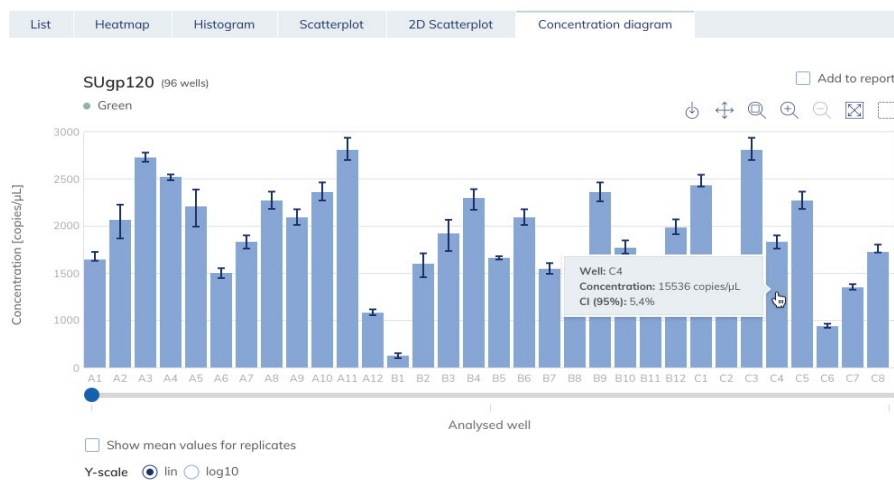 List Heatmap Histogram Scatterplot 2D Scatterplot Concentration diagram
SUgp120 (96 wells)
Add to report
Green
Concentration [copies/µL]
3000
2500
2000
1500
1000
0
Well: C4
Concentration: 15536 copies/µL
CI (95%): 5,4%
A1 A2 A3 A4 A5 A6 A7 A8 A9 A10 A11 A12 B1 B2 B3 B4 B5 B6 B7 B8 B9 B10 B11 B12 C1 C2 C3 C4 C5 C6 C7 C8
Analysed well
Show mean values for replicates
Y-scale lin log10